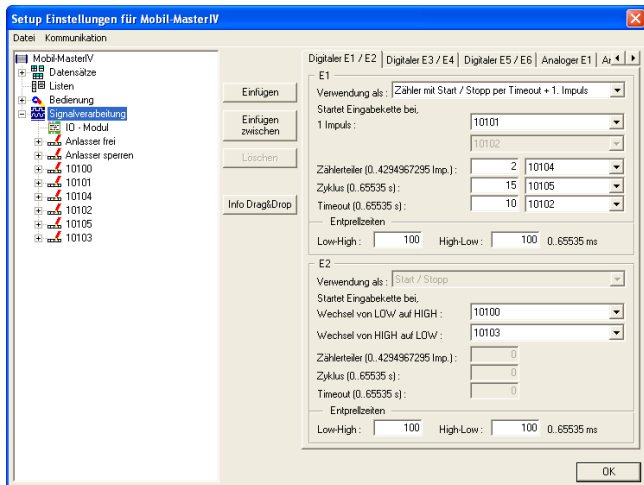 Setup Einstellungen für Mobil-MasterIV
Datei Kommunikation
Mobil-MasterIV
Datensätze
Listen
Bedienung
Signalverarbeitung
IO - Modul
Anlasser frei
Anlasser sperren
10100
10101
10104
10102
10105
10103
Einfügen
Einfügen
zwischen
Löschen
Info Drag&Drop
Digitaler E1 / E2 Digitaler E3 / E4 Digitaler E5 / E6 Analoger E1
E1
Verwendung als : Zähler mit Start / Stopp per Timeout + 1. Impuls
Startet Eingabekette bei,
1 Impuls : 10101
10102
Zählerteiler (0..4294967295 Imp.) : 2 10104
Zyklus (0..65535 s) : 15 10105
Timeout (0..65535 s) : 10 10102
Entprellzeiten
Low-High : 100 High-Low : 100 0..65535 ms
E2
Verwendung als : Start / Stopp
Startet Eingabekette bei,
Wechsel von LOW auf HIGH : 10100
Wechsel von HIGH auf LOW : 10103
Zählerteiler (0..4294967295 Imp.) : 0
Zyklus (0..65535 s) : 0
Timeout (0..65535 s) : 0
Entprellzeiten
Low-High : 100 High-Low : 100 0..65535 ms
OK